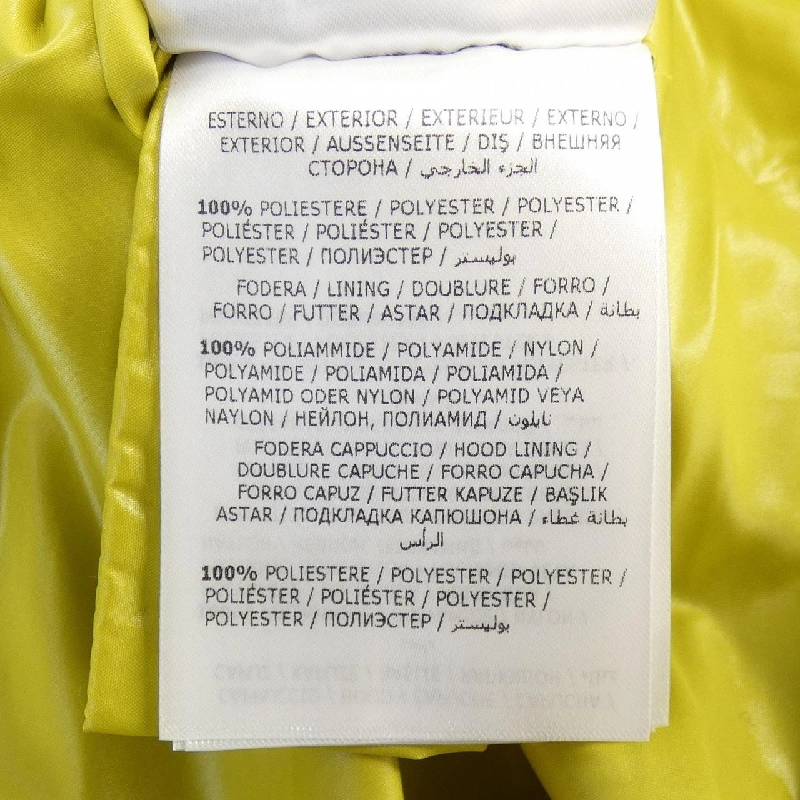 ESTERNO / EXTERIOR / EXTERIEUR / EXTERNO /
EXTERIOR / AUSSENSEITE / DIŞ / ВНЕШНЯЯ
СТОРОНА / الجزء الخارجي
100% POLIESTERE / POLYESTER / POLYESTER /
POLIÉSTER / POLIÉSTER / POLYESTER /
POLYESTER / ПОЛИЭСТЕР / بوليستر
FODERA / LINING / DOUBLURE / FORRO /
FORRO / FUTTER / ASTAR / ПОДКЛАДКА / بطانة
100% POLIAMMIDE / POLYAMIDE / NYLON /
POLYAMIDE / POLIAMIDA / POLIAMIDA /
POLYAMID ODER NYLON / POLYAMID VEYA
NAYLON / НЕЙЛОН, ПОЛИАМИД / نايلون
FODERA CAPPUCCIO / HOOD LINING /
DOUBLURE CAPUCHE / FORRO CAPUCHA /
FORRO CAPUZ / FUTTER KAPUZE / BAŞLIK
ASTAR / ПОДКЛАДКА КАПЮШОНА / بطانة غطاء
الرأس
100% POLIESTERE / POLYESTER / POLYESTER /
POLIÉSTER / POLIÉSTER / POLYESTER /
POLYESTER / ПОЛИЭСТЕР / بوليستر